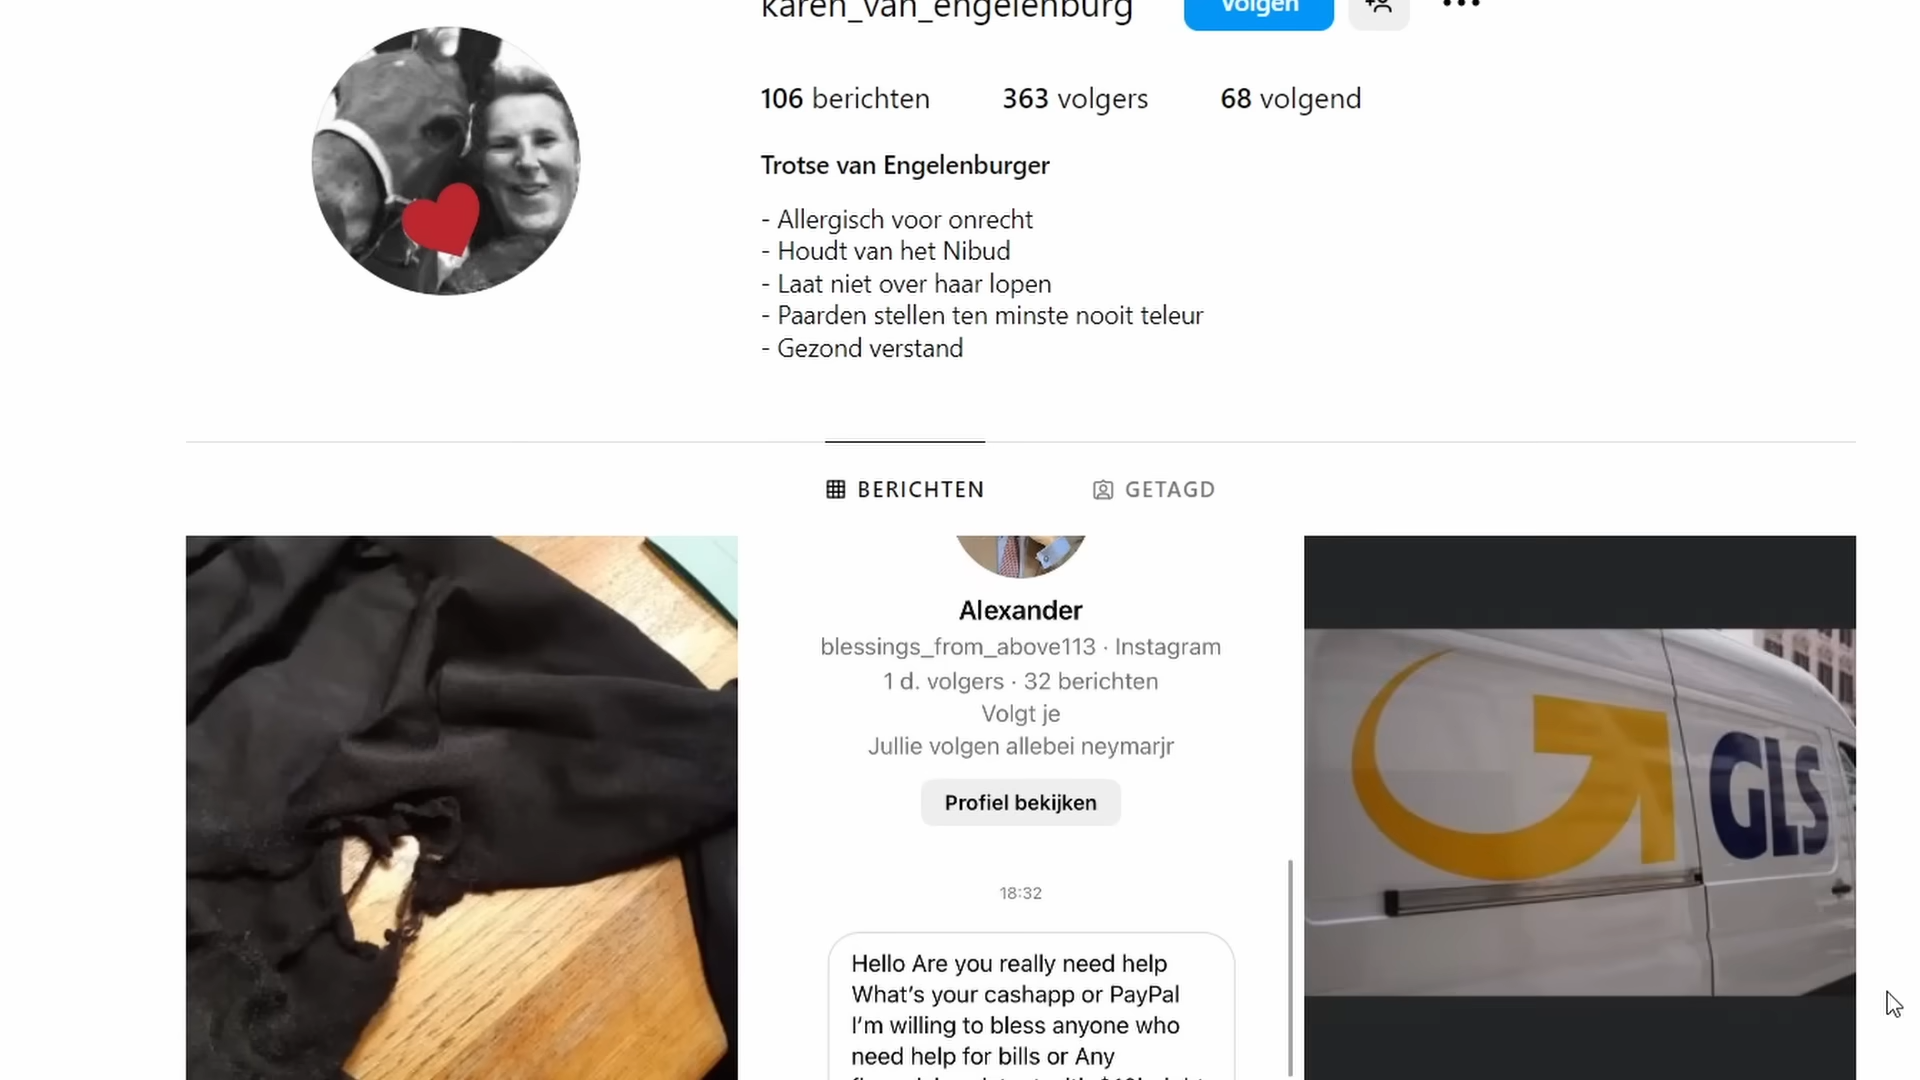 karen_van_engelenburg
Volgen
106 berichten
363 volgers
68 volgend
Trotse van Engelenburger
- Allergisch voor onrecht
- Houdt van het Nibud
- Laat niet over haar lopen
- Paarden stellen ten minste nooit teleur
- Gezond verstand
BERICHTEN
GETAGD
Alexander
blessings_from_above113 · Instagram
1 d. volgers · 32 berichten
Volgt je
Jullie volgen allebei neymarjr
Profiel bekijken
18:32
Hello Are you really need help
What's your cashapp or PayPal
I'm willing to bless anyone who
need help for bills or Any
GLS